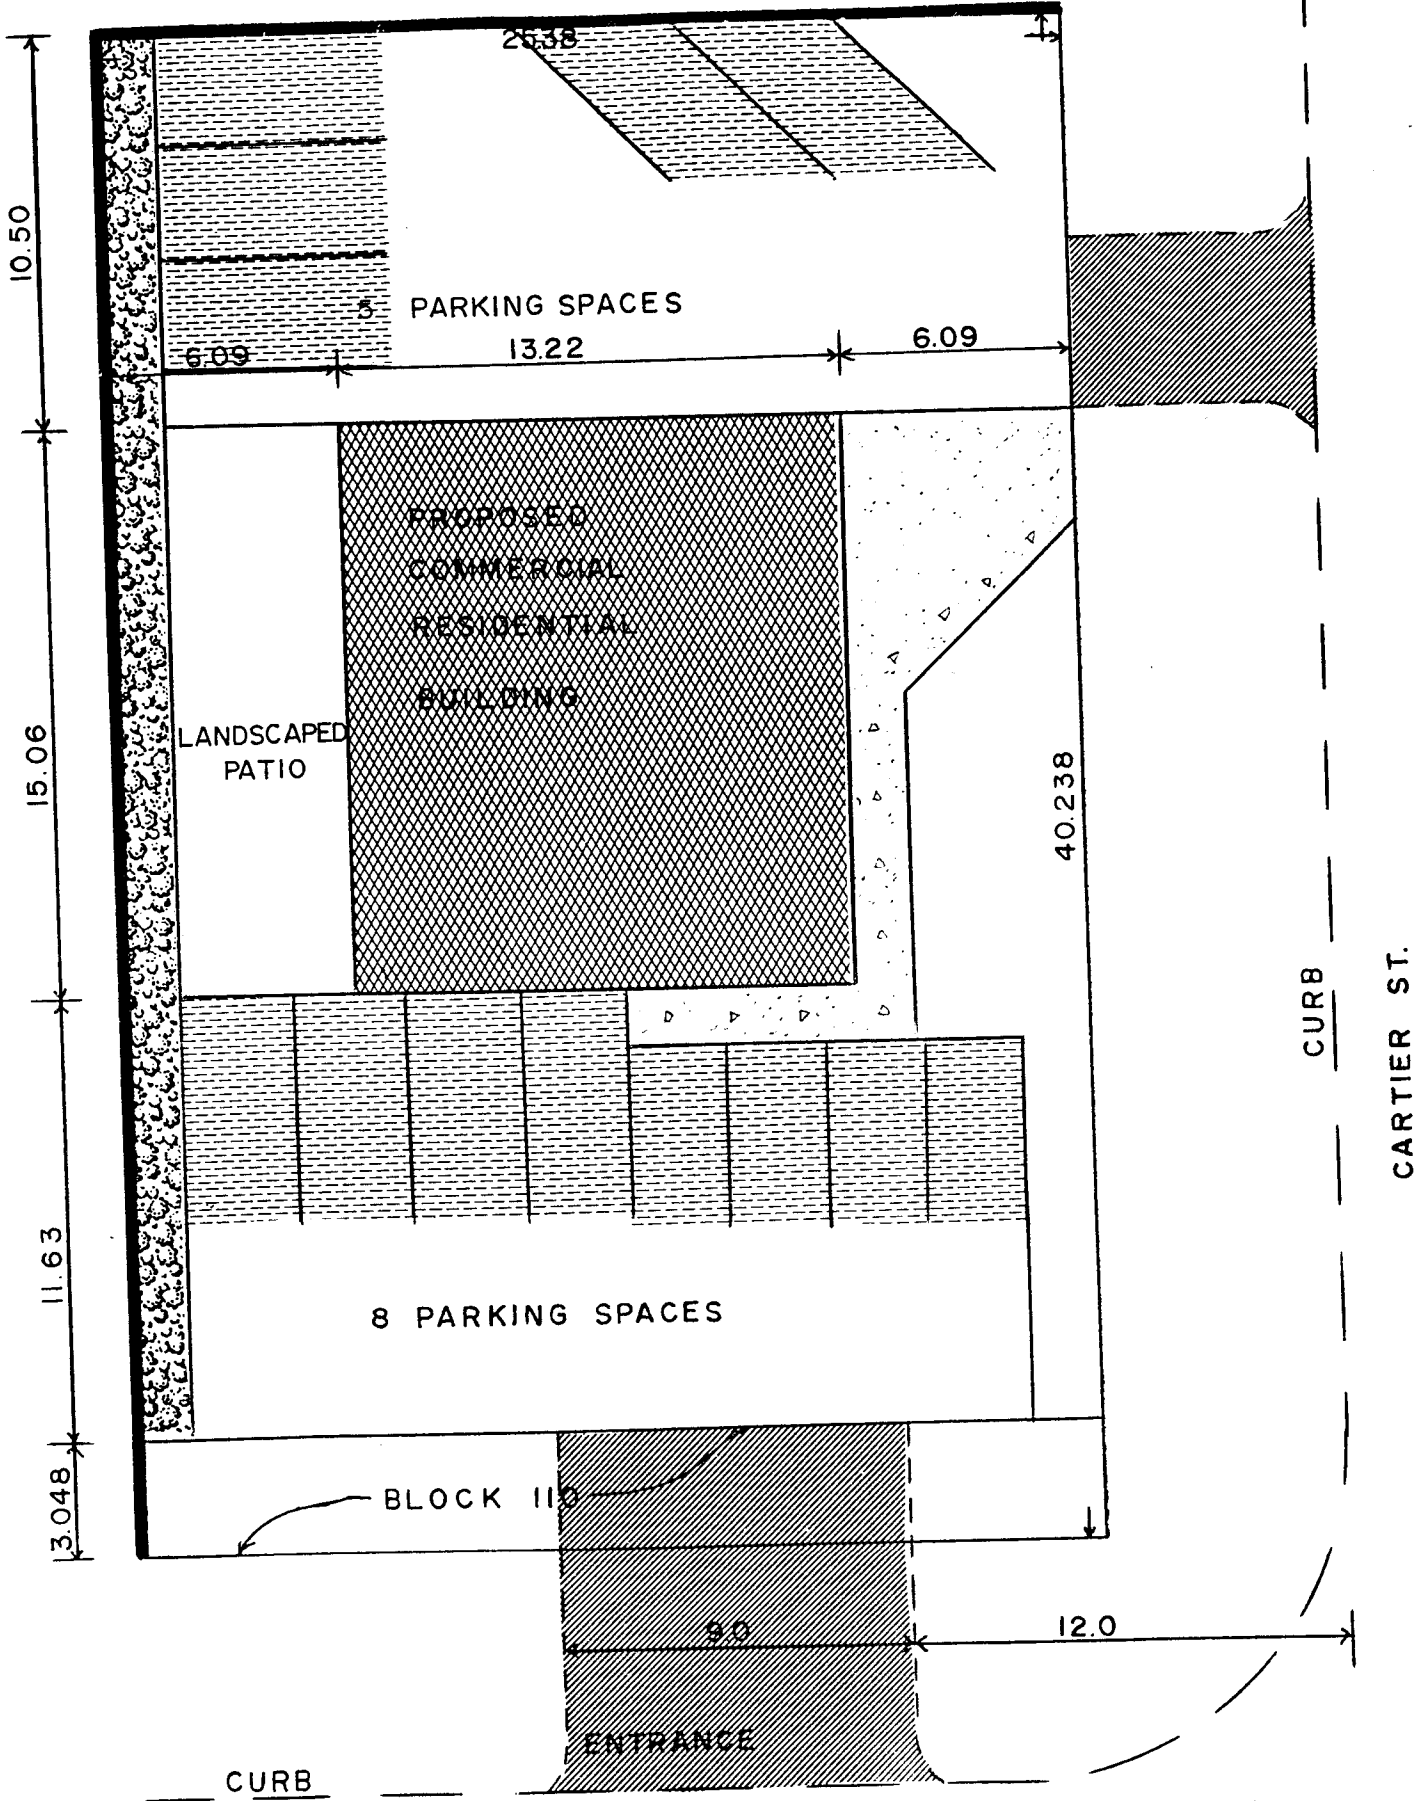 25.38
10.50
5 PARKING SPACES
6.09
13.22
6.09
PROPOSED
COMMERCIAL
RESIDENTIAL
BUILDING
LANDSCAPED
PATIO
15.06
40.238
CURB
CARTIER ST.
11.63
8 PARKING SPACES
3.048
BLOCK 110
9.0
12.0
ENTRANCE
CURB